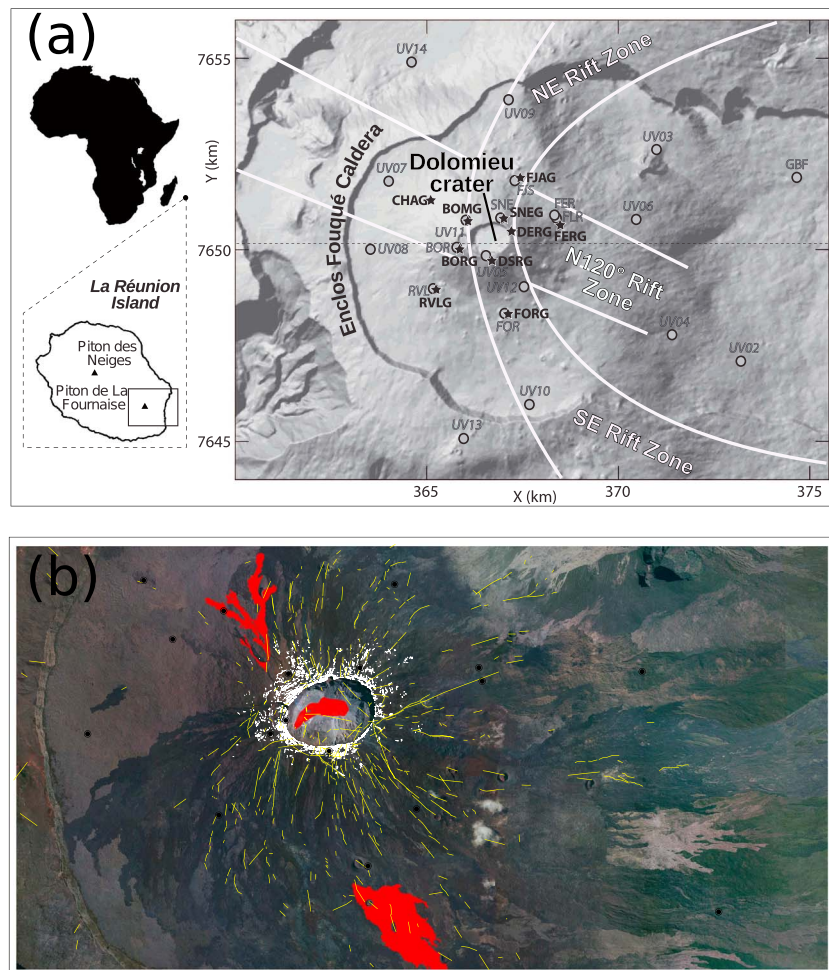 (a)
La Réunion
Island
Piton des
Neiges
Piton de La
Fournaise
Y (km)
7655
7650
7645
365
370
375
X (km)
UV14
UV09
NE Rift Zone
UV03
GBF
UV07
Enclos Fouqué Caldera
Dolomieu
crater
FJAG
FJS
CHAG
BOMG
SNE
SNEG
FER
FLR
UV06
UV11
DERG
FERG
UV08
BOR
BORG
DSRG
UV05
N120° Rift
Zone
RVL
RVLG
UV12
FORG
FOR
UV04
UV02
UV10
UV13
SE Rift Zone
(b)